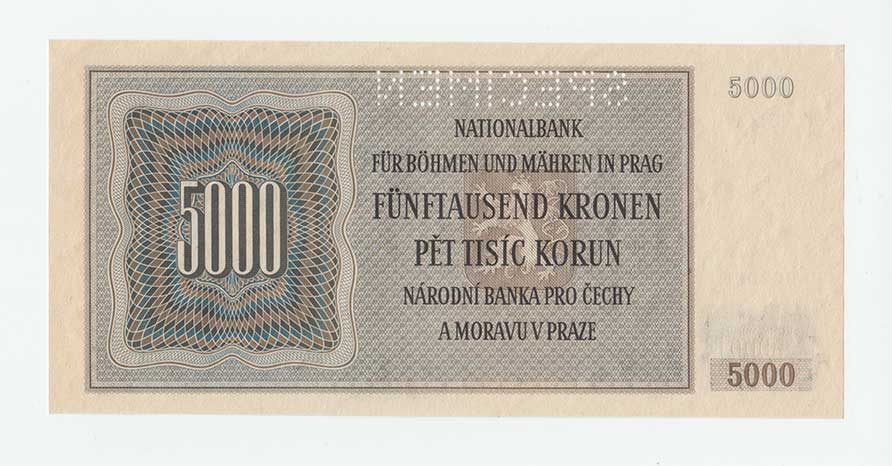 SPECIMEN
5000
NATIONALBANK
FÜR BÖHMEN UND MÄHREN IN PRAG
FÜNFTAUSEND KRONEN
5000
PĚT TISÍC KORUN
NÁRODNÍ BANKA PRO ČECHY
A MORAVU V PRAZE
5000